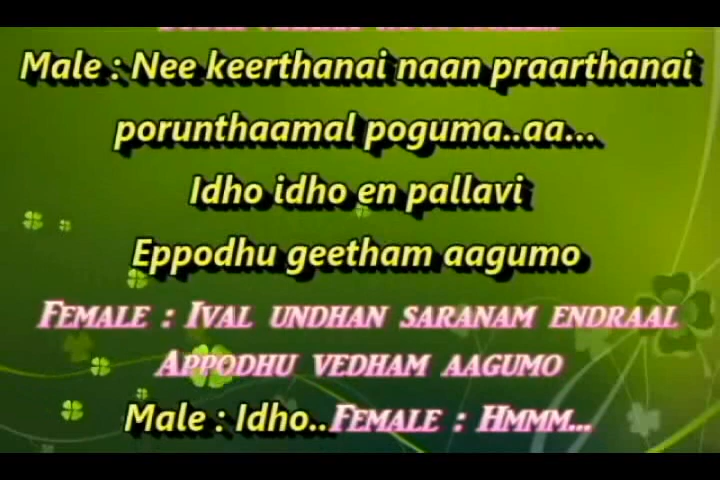 Male : Nee keerthanai naan praarthanai
porunthaamal poguma..aa...
Idho idho en pallavi
Eppodhu geetham aagumo
Female : Ival undhan saranam endraal
Appodhu vedham aagumo
Male : Idho..Female : Hmmm...